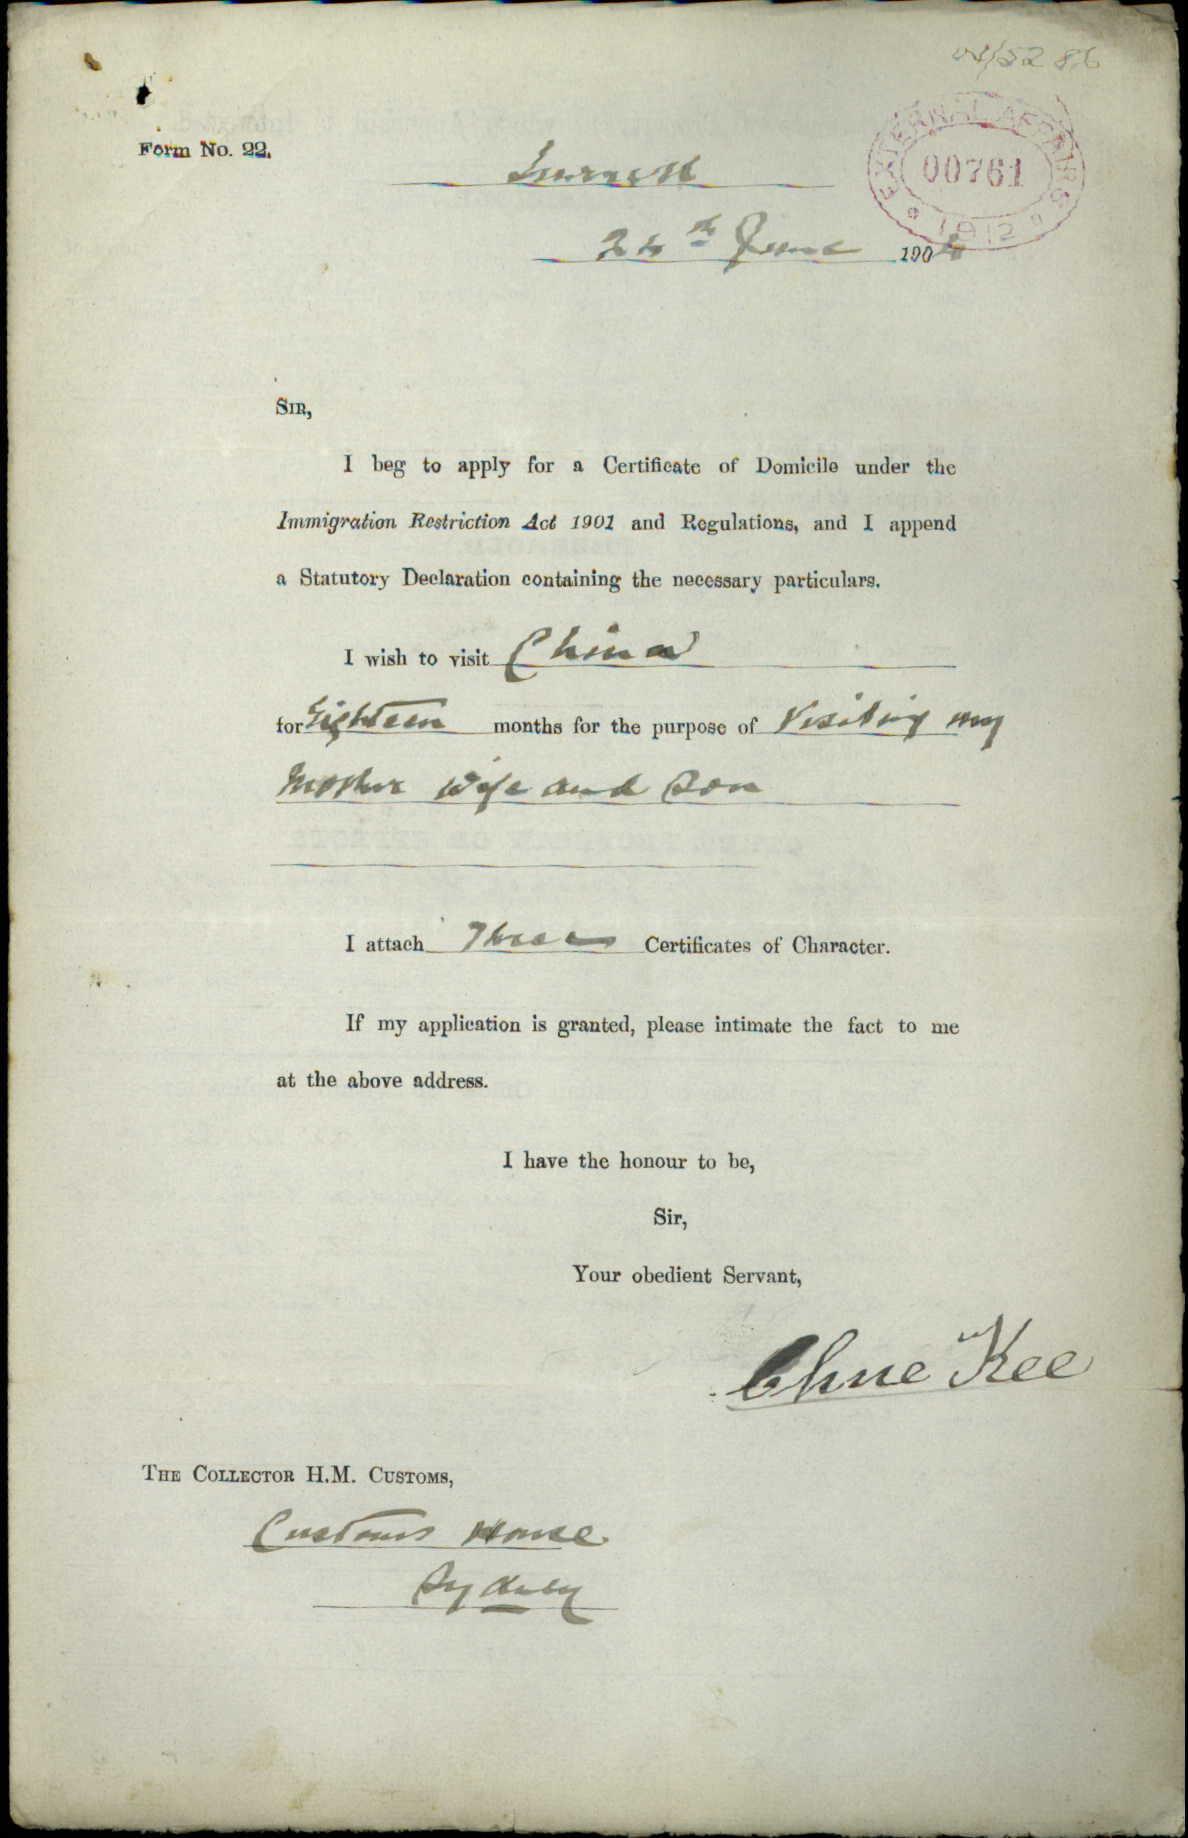 04/5286
Form No. 22.
EXTERNAL AFFAIRS
00761
1912
24th June 1904
SIR,
I beg to apply for a Certificate of Domicile under the
Immigration Restriction Act 1901 and Regulations, and I append
a Statutory Declaration containing the necessary particulars.
I wish to visit China
for Eighteen months for the purpose of Visiting my
Mother Wife and Son
I attach Three Certificates of Character.
If my application is granted, please intimate the fact to me
at the above address.
I have the honour to be,
Sir,
Your obedient Servant,
Chue Kee
THE COLLECTOR H.M. CUSTOMS,
Customs House
Sydney